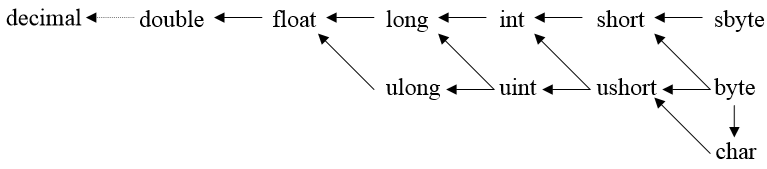 decimal double float long int short sbyte
ulong uint ushort byte
char